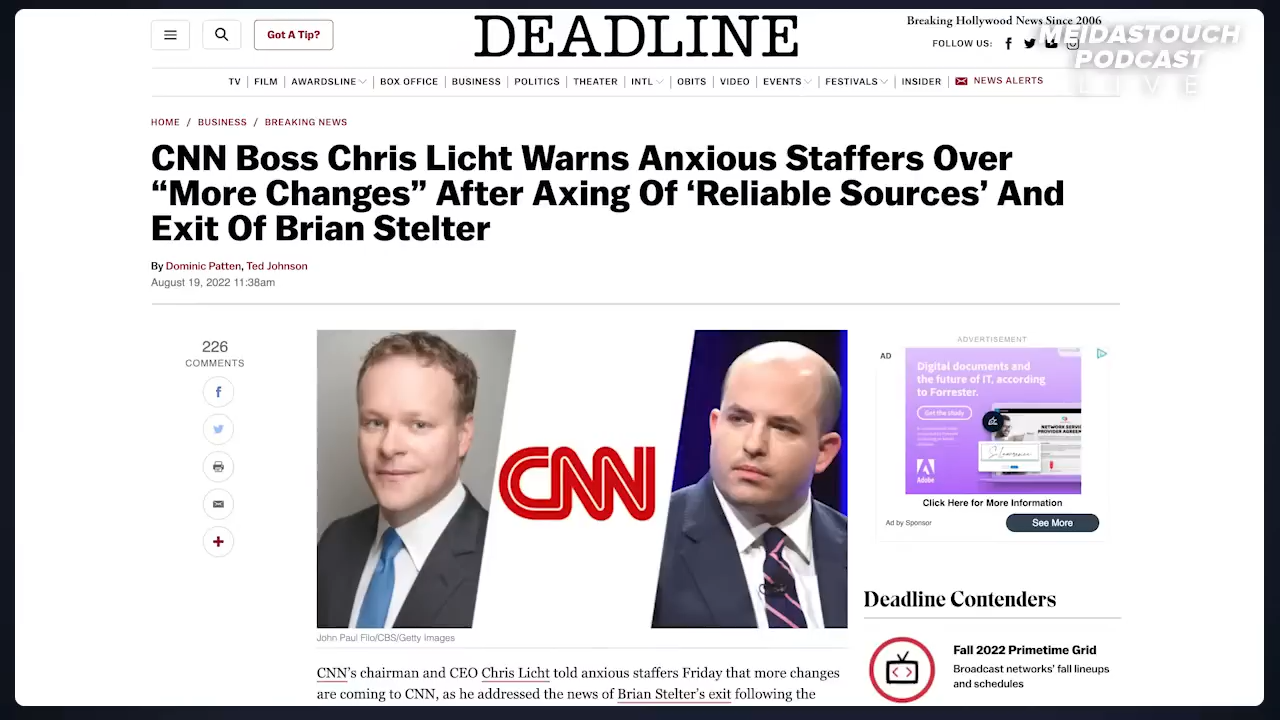 DEADLINE
Breaking Hollywood News Since 2006
MEIDASTOUCH
PODCAST
LIVE
Got A Tip?
FOLLOW US:
TV | FILM | AWARDSLINE | BOX OFFICE | BUSINESS | POLITICS | THEATER | INTL | OBITS | VIDEO | EVENTS | FESTIVALS | INSIDER | NEWS ALERTS
HOME / BUSINESS / BREAKING NEWS
CNN Boss Chris Licht Warns Anxious Staffers Over
“More Changes” After Axing Of ‘Reliable Sources’ And
Exit Of Brian Stelter
By Dominic Patten, Ted Johnson
August 19, 2022 11:38am
226
COMMENTS
CNN
John Paul Filo/CBS/Getty Images
CNN’s chairman and CEO Chris Licht told anxious staffers Friday that more changes
are coming to CNN, as he addressed the news of Brian Stelter’s exit following the
ADVERTISEMENT
AD
Digital documents and
the future of IT, according
to Forrester.
Get the study
Adobe
Click Here for More Information
Ad by Sponsor
See More
Deadline Contenders
Fall 2022 Primetime Grid
Broadcast networks’ fall lineups
and schedules